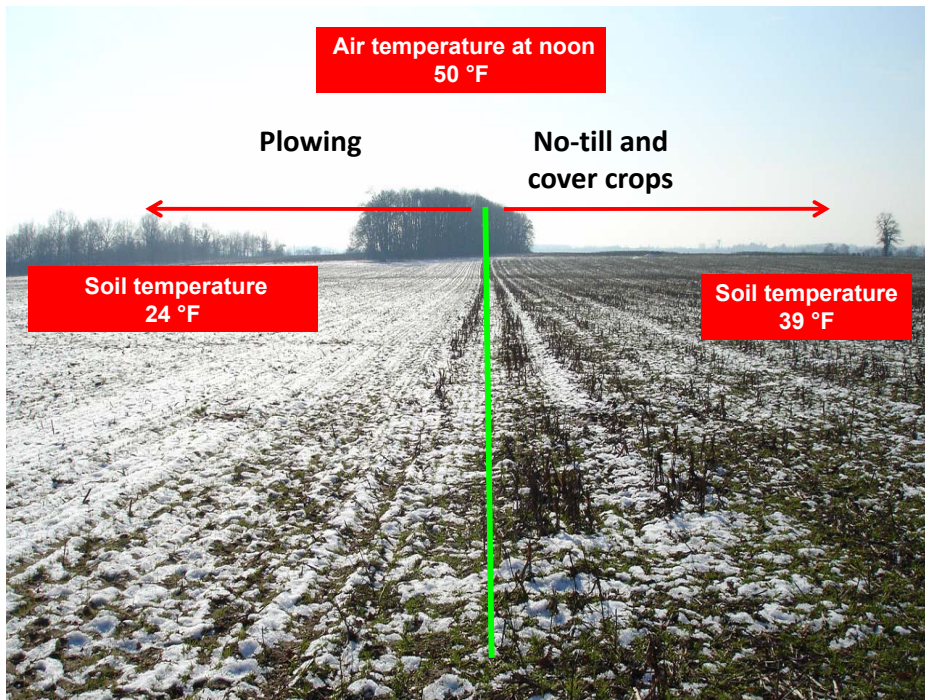 Air temperature at noon
50 °F
Plowing
No-till and
cover crops
Soil temperature
24 °F
Soil temperature
39 °F